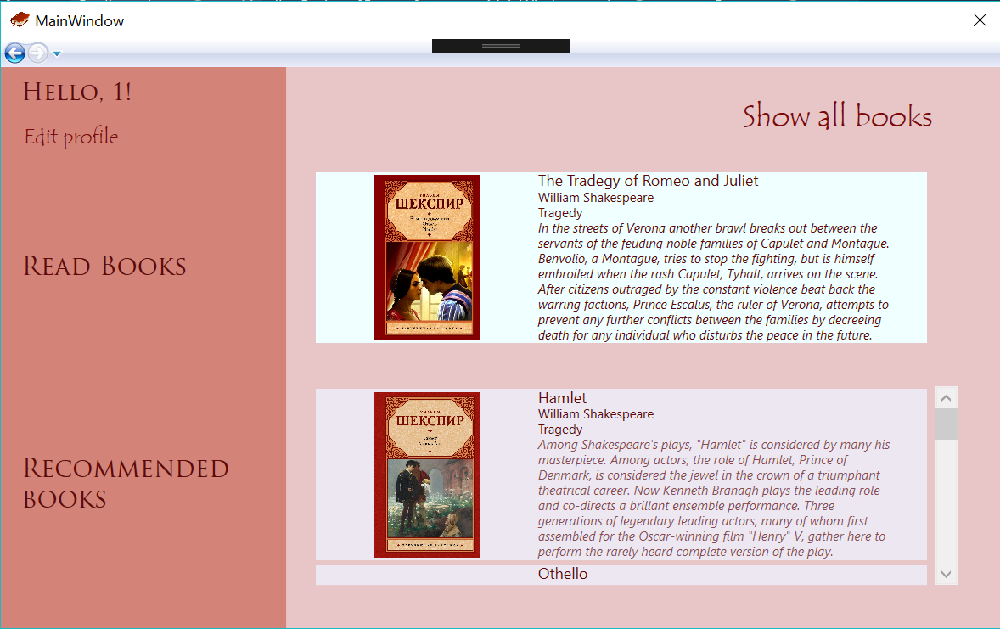 MainWindow
Hello, 1!
Edit profile
Show all books
Read Books
УИЛЬЯМ
ШЕКСПИР
The Tradegy of Romeo and Juliet
William Shakespeare
Tragedy
In the streets of Verona another brawl breaks out between the
servants of the feuding noble families of Capulet and Montague.
Benvolio, a Montague, tries to stop the fighting, but is himself
embroiled when the rash Capulet, Tybalt, arrives on the scene.
After citizens outraged by the constant violence beat back the
warring factions, Prince Escalus, the ruler of Verona, attempts to
prevent any further conflicts between the families by decreeing
death for any individual who disturbs the peace in the future.
Recommended
books
УИЛЬЯМ
ШЕКСПИР
Hamlet
William Shakespeare
Tragedy
Among Shakespeare's plays, "Hamlet" is considered by many his
masterpiece. Among actors, the role of Hamlet, Prince of
Denmark, is considered the jewel in the crown of a triumphant
theatrical career. Now Kenneth Branagh plays the leading role
and co-directs a brillant ensemble performance. Three
generations of legendary leading actors, many of whom first
assembled for the Oscar-winning film "Henry" V, gather here to
perform the rarely heard complete version of the play.
Othello